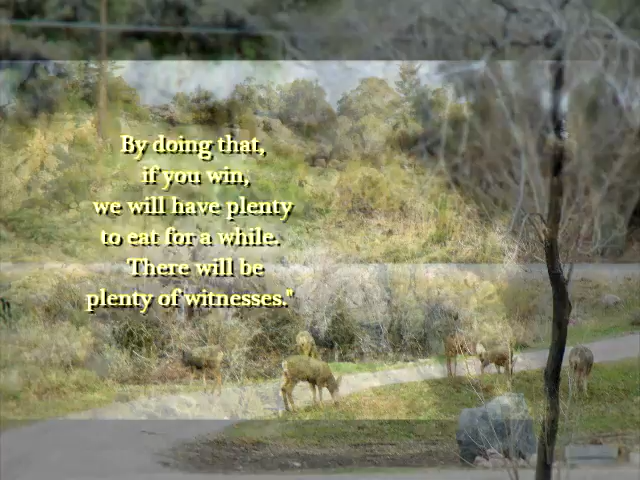 By doing that,
if you win,
we will have plenty
to eat for a while.
There will be
plenty of witnesses."